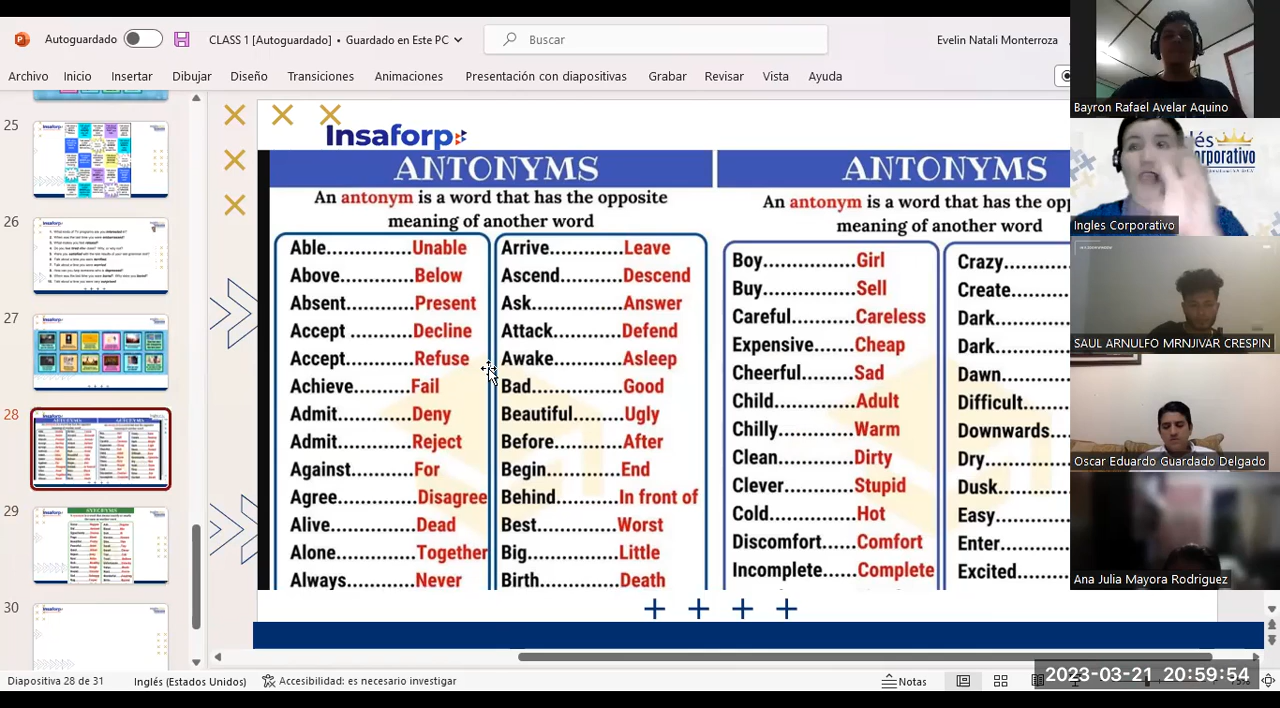 Autoguardado
CLASS 1 [Autoguardado] • Guardado en Este PC
Buscar
Evelin Natali Monterroza
Archivo Inicio Insertar Dibujar Diseño Transiciones Animaciones Presentación con diapositivas Grabar Revisar Vista Ayuda
25
26
27
28
29
30
Insaforp
ANTONYMS
An antonym is a word that has the opposite
meaning of another word
Able..............Unable
Above............Below
Absent..........Present
Accept ..........Decline
Accept...........Refuse
Achieve..........Fail
Admit............Deny
Admit............Reject
Against..........For
Agree.............Disagree
Alive..............Dead
Alone.............Together
Always...........Never
Arrive............Leave
Ascend..........Descend
Ask................Answer
Attack...........Defend
Awake...........Asleep
Bad................Good
Beautiful........Ugly
Before............After
Begin.............End
Behind...........In front of
Best...............Worst
Big.................Little
Birth..............Death
ANTONYMS
An antonym is a word that has the opp
meaning of another word
Boy................Girl
Buy................Sell
Careful..........Careless
Expensive......Cheap
Cheerful........Sad
Child.............Adult
Chilly............Warm
Clean............Dirty
Clever...........Stupid
Cold..............Hot
Discomfort....Comfort
Incomplete....Complete
Crazy.........
Create........
Dark..........
Dark..........
Dawn.........
Difficult......
Downwards....
Dry............
Dusk..........
Easy..........
Enter.........
Excited.......
Bayron Rafael Avelar Aquino
lés
orporativo
Ingles Corporativo
SAUL ARNULFO MRNJIVAR CRESPIN
Oscar Eduardo Guardado Delgado
Ana Julia Mayora Rodriguez
Diapositiva 28 de 31
Inglés (Estados Unidos)
Accesibilidad: es necesario investigar
Notas
2023-03-21 20:59:54